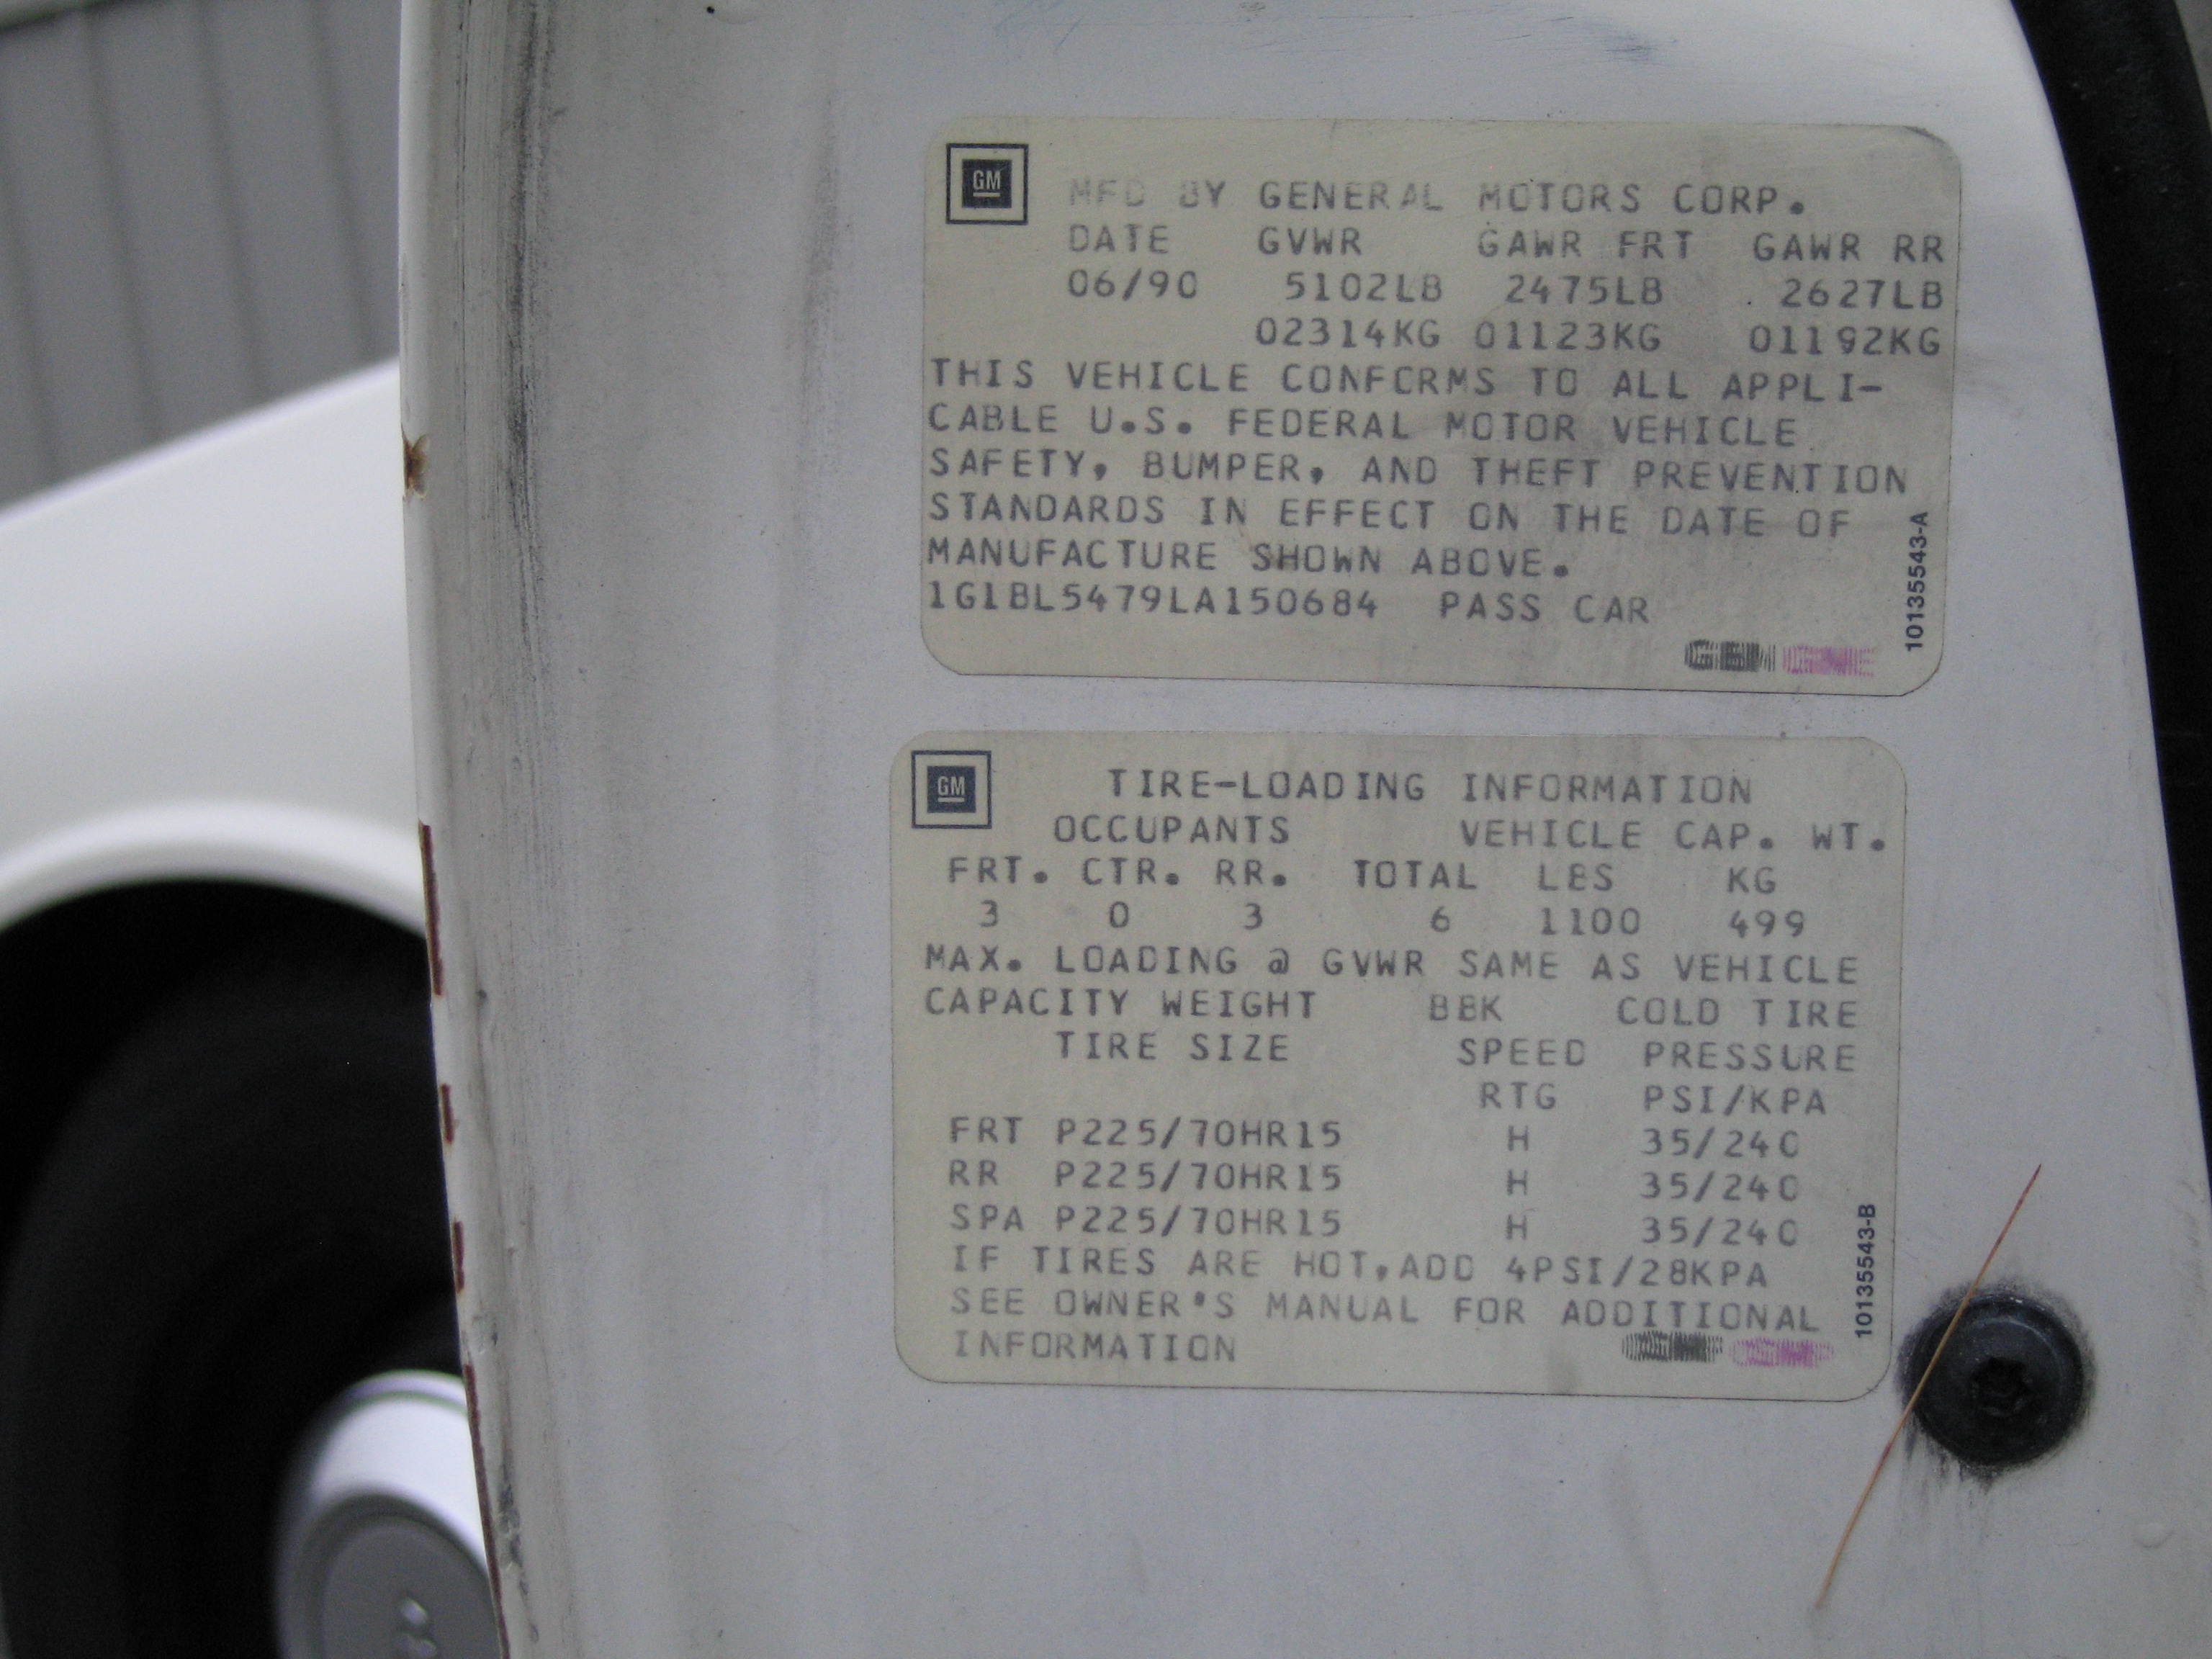 GM
MFD BY GENERAL MOTORS CORP.
DATE GVWR GAWR FRT GAWR RR
06/90 5102LB 2475LB 2627LB
02314KG 01123KG 01192KG
THIS VEHICLE CONFORMS TO ALL APPLI-
CABLE U.S. FEDERAL MOTOR VEHICLE
SAFETY, BUMPER, AND THEFT PREVENTION
STANDARDS IN EFFECT ON THE DATE OF
MANUFACTURE SHOWN ABOVE.
1G1BL5479LA150684 PASS CAR
10135543-A
GM
TIRE-LOADING INFORMATION
OCCUPANTS VEHICLE CAP. WT.
FRT. CTR. RR. TOTAL LBS KG
3 0 3 6 1100 499
MAX. LOADING @ GVWR SAME AS VEHICLE
CAPACITY WEIGHT BBK COLD TIRE
TIRE SIZE SPEED PRESSURE
RTG PSI/KPA
FRT P225/70HR15 H 35/240
RR P225/70HR15 H 35/240
SPA P225/70HR15 H 35/240
IF TIRES ARE HOT,ADD 4PSI/28KPA
SEE OWNER'S MANUAL FOR ADDITIONAL
INFORMATION
10135543-B